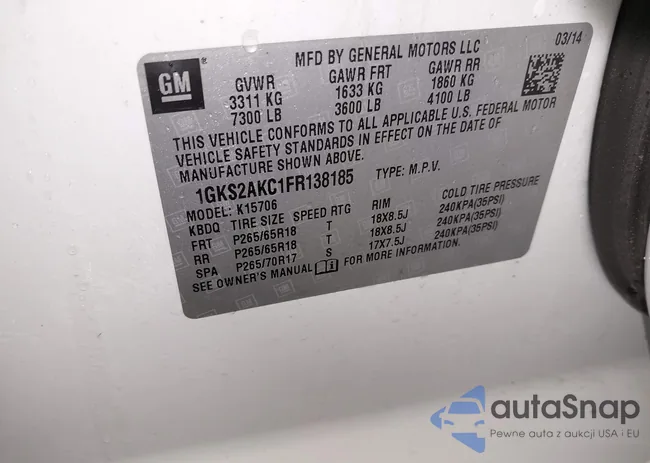 MFD BY GENERAL MOTORS LLC 03/14
GM
GVWR GAWR FRT GAWR RR
3311 KG 1633 KG 1860 KG
7300 LB 3600 LB 4100 LB
THIS VEHICLE CONFORMS TO ALL APPLICABLE U.S. FEDERAL MOTOR
VEHICLE SAFETY STANDARDS IN EFFECT ON THE DATE OF
MANUFACTURE SHOWN ABOVE.
1GKS2AKC1FR138185 TYPE: M.P.V.
MODEL: K15706
KBDQ TIRE SIZE SPEED RTG RIM COLD TIRE PRESSURE
FRT P265/65R18 T 18X8.5J 240KPA(35PSI)
RR P265/65R18 T 18X8.5J 240KPA(35PSI)
SPA P265/70R17 S 17X7.5J 240KPA(35PSI)
SEE OWNER'S MANUAL FOR MORE INFORMATION.
autaSnap
Pewne auta z aukcji USA i EU